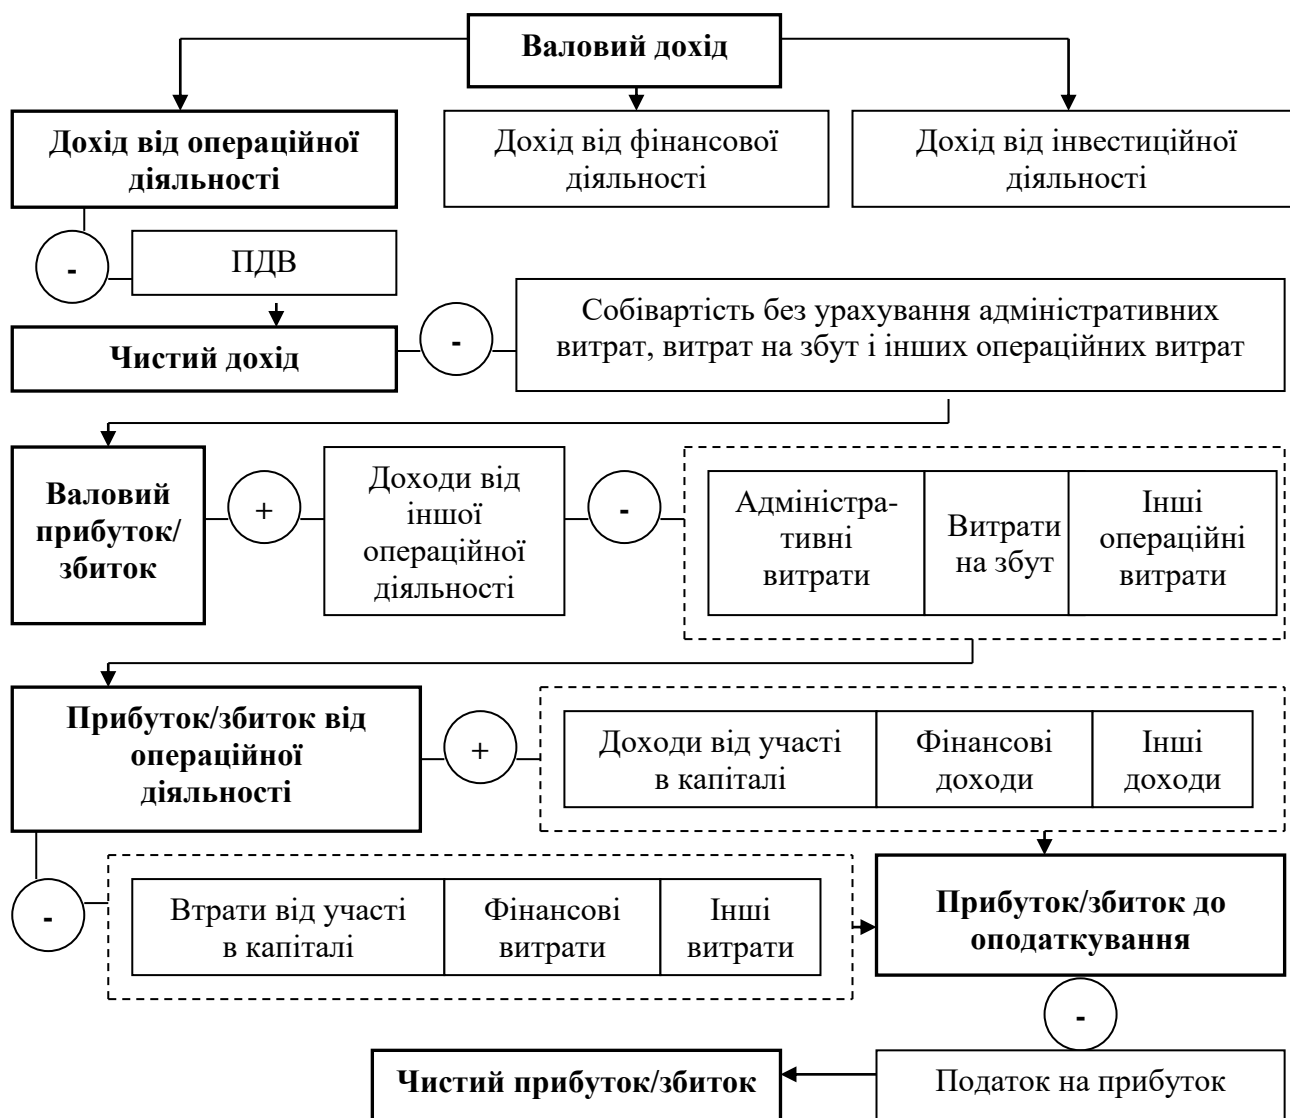 Валовий дохід
Дохід від операційної
діяльності
Дохід від фінансової
діяльності
Дохід від інвестиційної
діяльності
-
ПДВ
Чистий дохід
-
Собівартість без урахування адміністративних
витрат, витрат на збут і інших операційних витрат
Валовий
прибуток/
збиток
+
Доходи від
іншої
операційної
діяльності
-
Адміністра-
тивні
витрати
Витрати
на збут
Інші
операційні
витрати
Прибуток/збиток від
операційної
діяльності
+
Доходи від участі
в капіталі
Фінансові
доходи
Інші
доходи
-
Втрати від участі
в капіталі
Фінансові
витрати
Інші
витрати
Прибуток/збиток до
оподаткування
-
Податок на прибуток
Чистий прибуток/збиток